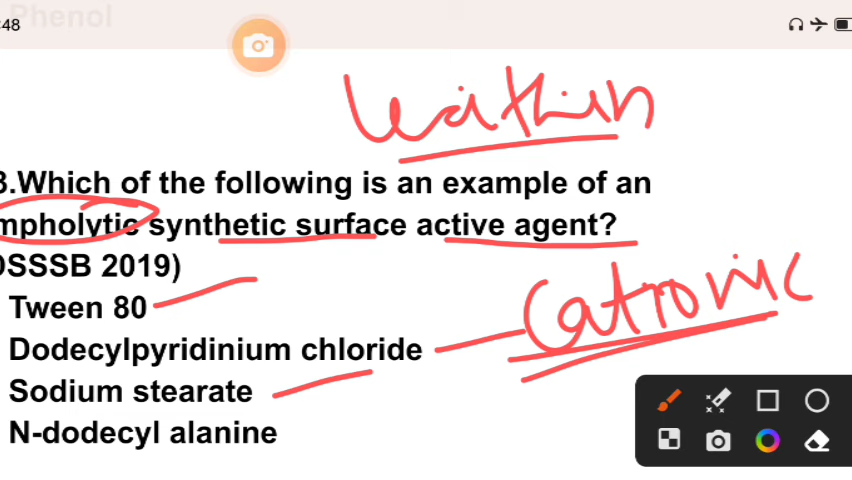 Phenol
:48
Lecithin
3.Which of the following is an example of an
mpholytic synthetic surface active agent?
OSSSB 2019)
Tween 80
Cationic
Dodecylpyridinium chloride
Sodium stearate
N-dodecyl alanine